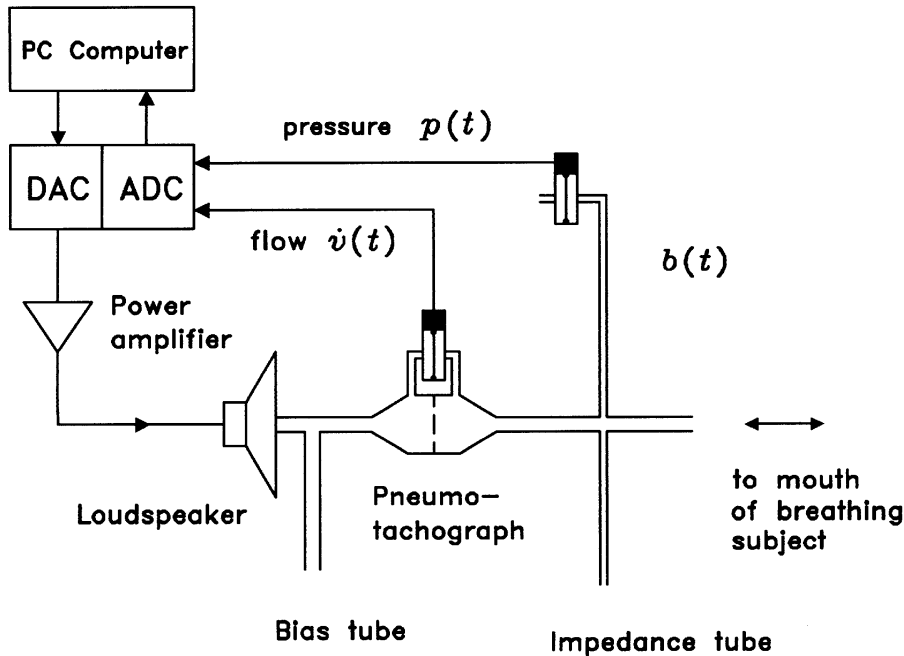 PC Computer
pressure p(t)
DAC
ADC
flow v̇(t)
b(t)
Power
amplifier
Loudspeaker
Pneumo-
tachograph
to mouth
of breathing
subject
Bias tube
Impedance tube